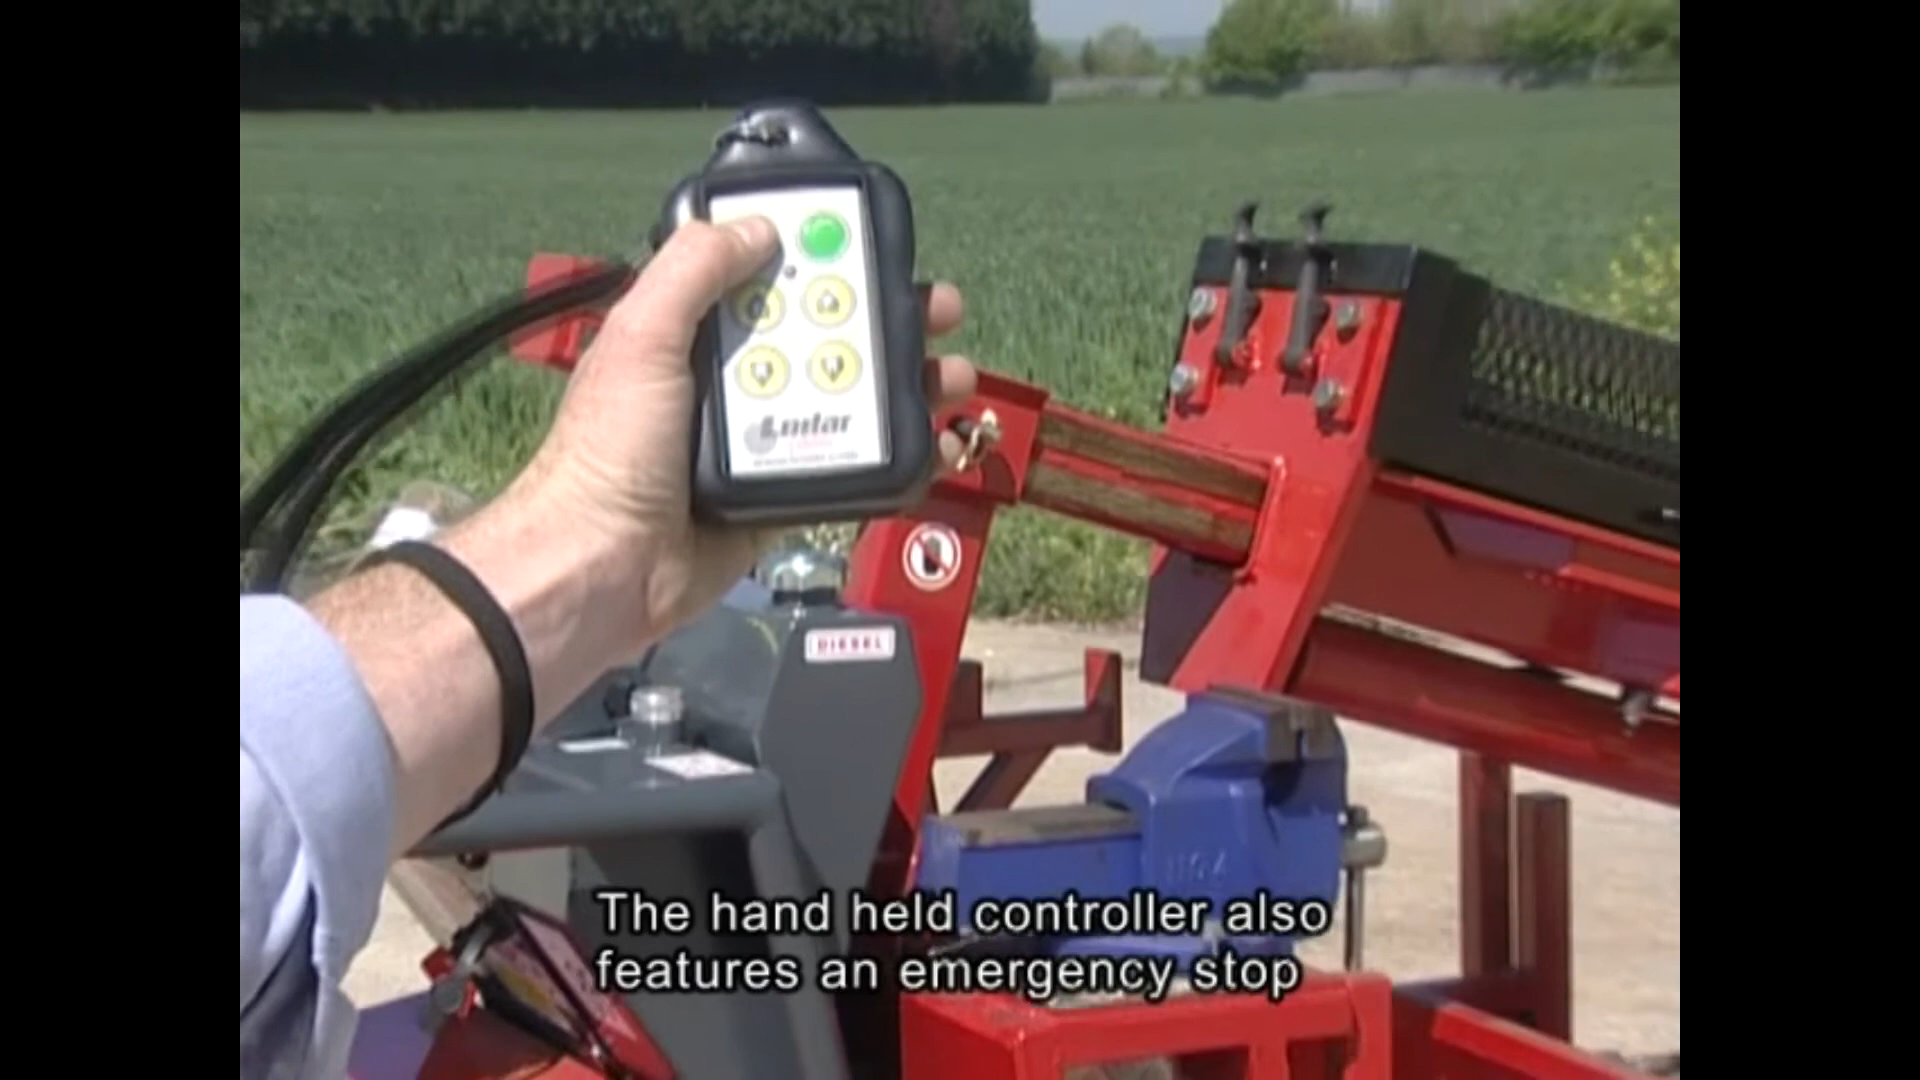 DIESEL
The hand held controller also
features an emergency stop